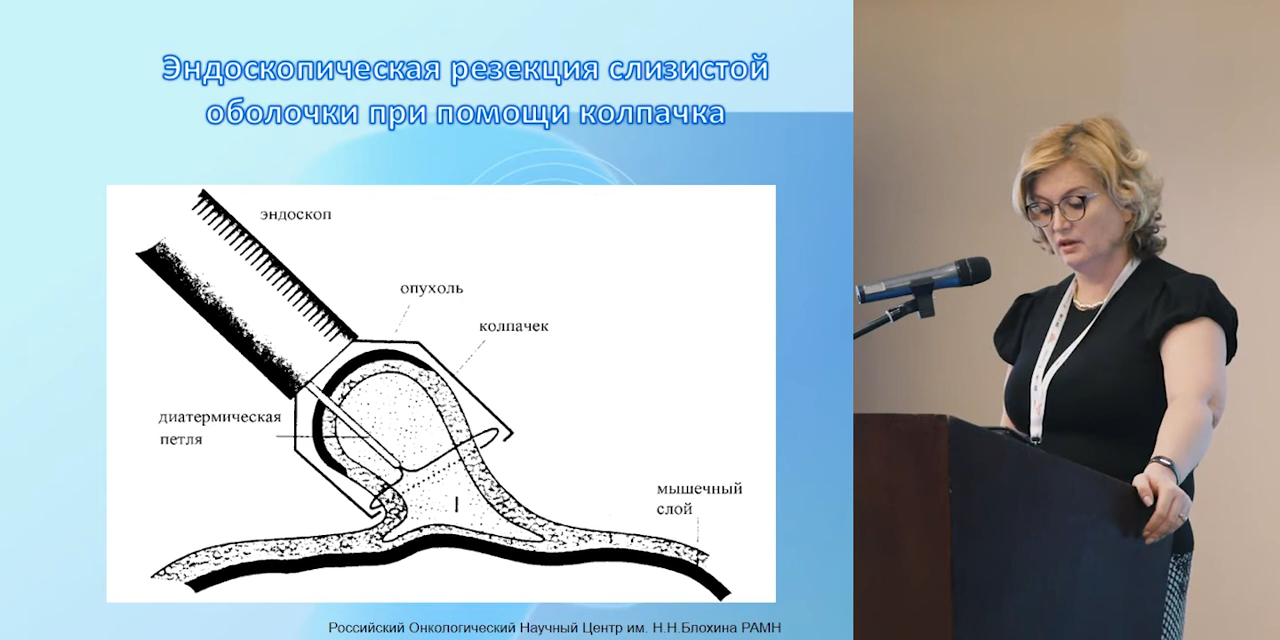 Эндоскопическая резекция слизистой
оболочки при помощи колпачка
эндоскоп
опухоль
колпачек
диатермическая
петля
мышечный
слой
Российский Онкологический Научный Центр им. Н.Н.Блохина РАМН